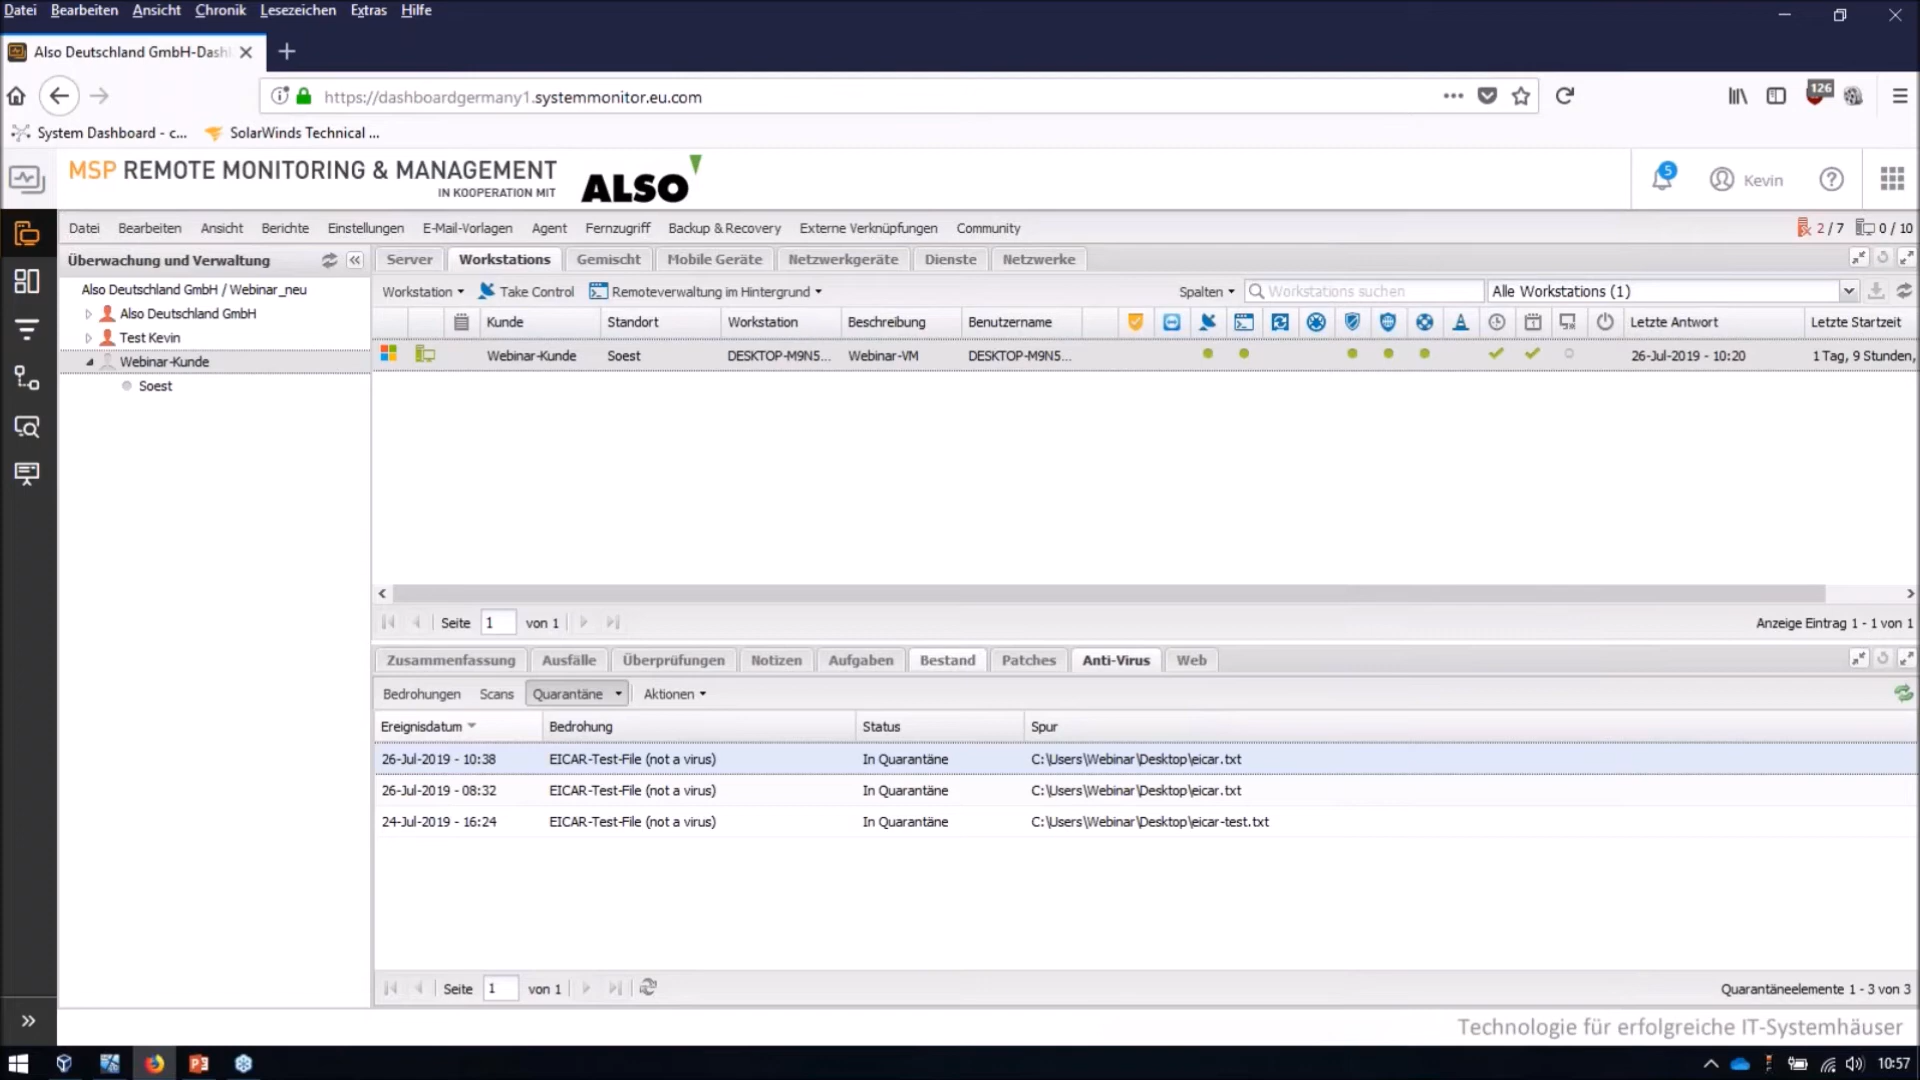 Datei Bearbeiten Ansicht Chronik Lesezeichen Extras Hilfe
Also Deutschland GmbH-Dash
https://dashboardgermany1.systemmonitor.eu.com
126
System Dashboard - c... SolarWinds Technical ...
MSP REMOTE MONITORING & MANAGEMENT
IN KOOPERATION MIT
ALSO
5
Kevin
Datei Bearbeiten Ansicht Berichte Einstellungen E-Mail-Vorlagen Agent Fernzugriff Backup & Recovery Externe Verknüpfungen Community 2 / 7 0 / 10
Überwachung und Verwaltung
Server Workstations Gemischt Mobile Geräte Netzwerkgeräte Dienste Netzwerke
Also Deutschland GmbH / Webinar_neu
Also Deutschland GmbH
Test Kevin
Webinar-Kunde
Soest
Workstation Take Control Remoteverwaltung im Hintergrund Spalten Workstations suchen Alle Workstations (1)
Kunde Standort Workstation Beschreibung Benutzername Letzte Antwort Letzte Startzeit
Webinar-Kunde Soest DESKTOP-M9N5... Webinar-VM DESKTOP-M9N5... 26-Jul-2019 - 10:20 1 Tag, 9 Stunden,
Seite 1 von 1 Anzeige Eintrag 1 - 1 von 1
Zusammenfassung Ausfälle Überprüfungen Notizen Aufgaben Bestand Patches Anti-Virus Web
Bedrohungen Scans Quarantäne Aktionen
Ereignisdatum Bedrohung Status Spur
26-Jul-2019 - 10:38 EICAR-Test-File (not a virus) In Quarantäne C:\Users\Webinar\Desktop\eicar.txt
26-Jul-2019 - 08:32 EICAR-Test-File (not a virus) In Quarantäne C:\Users\Webinar\Desktop\eicar.txt
24-Jul-2019 - 16:24 EICAR-Test-File (not a virus) In Quarantäne C:\Users\Webinar\Desktop\eicar-test.txt
Seite 1 von 1 Quarantäneelemente 1 - 3 von 3
Technologie für erfolgreiche IT-Systemhäuser
10:57